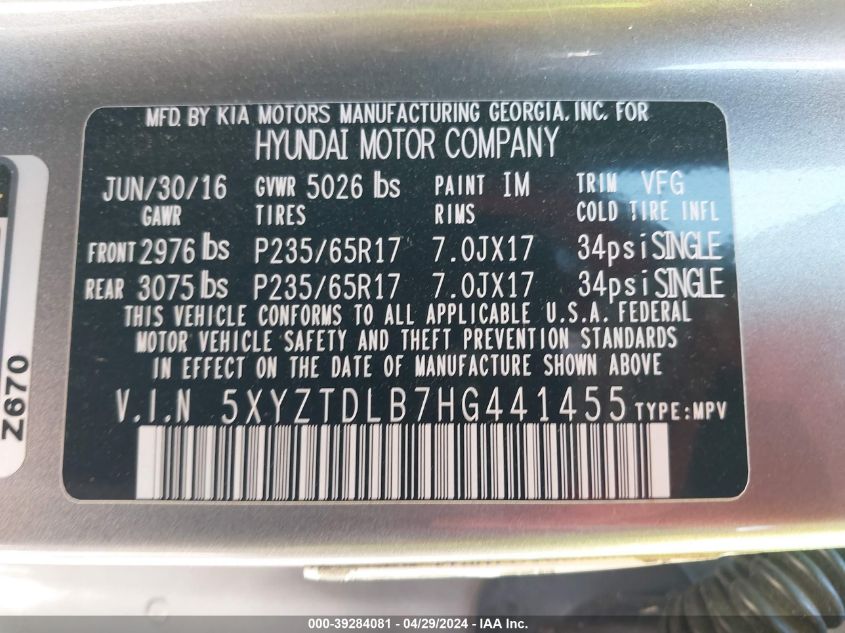 MFD. BY KIA MOTORS MANUFACTURING GEORGIA, INC. FOR
HYUNDAI MOTOR COMPANY
JUN/30/16 GVWR 5026 lbs PAINT IM TRIM VFG
GAWR TIRES RIMS COLD TIRE INFL
FRONT 2976 lbs P235/65R17 7.0JX17 34psi SINGLE
REAR 3075 lbs P235/65R17 7.0JX17 34psi SINGLE
THIS VEHICLE CONFORMS TO ALL APPLICABLE U.S.A. FEDERAL
MOTOR VEHICLE SAFETY AND THEFT PREVENTION STANDARDS
IN EFFECT ON THE DATE OF MANUFACTURE SHOWN ABOVE
V.I.N 5XYZTDLB7HG441455 TYPE:MPV
Z670
000-39284081 - 04/29/2024 - IAA Inc.